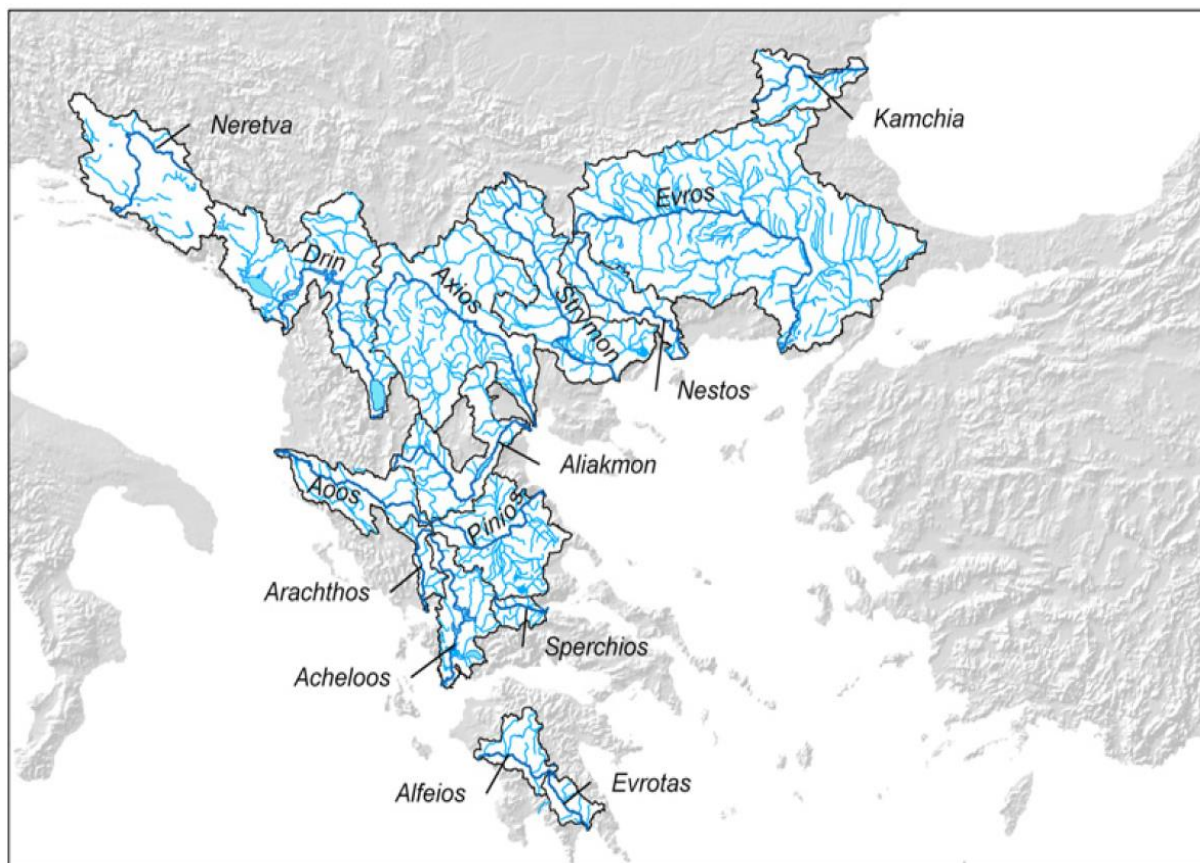 Neretva
Kamchia
Evros
Drin
Axios
Strymon
Nestos
Aliakmon
Aoos
Pinios
Arachthos
Sperchios
Acheloos
Alfeios
Evrotas